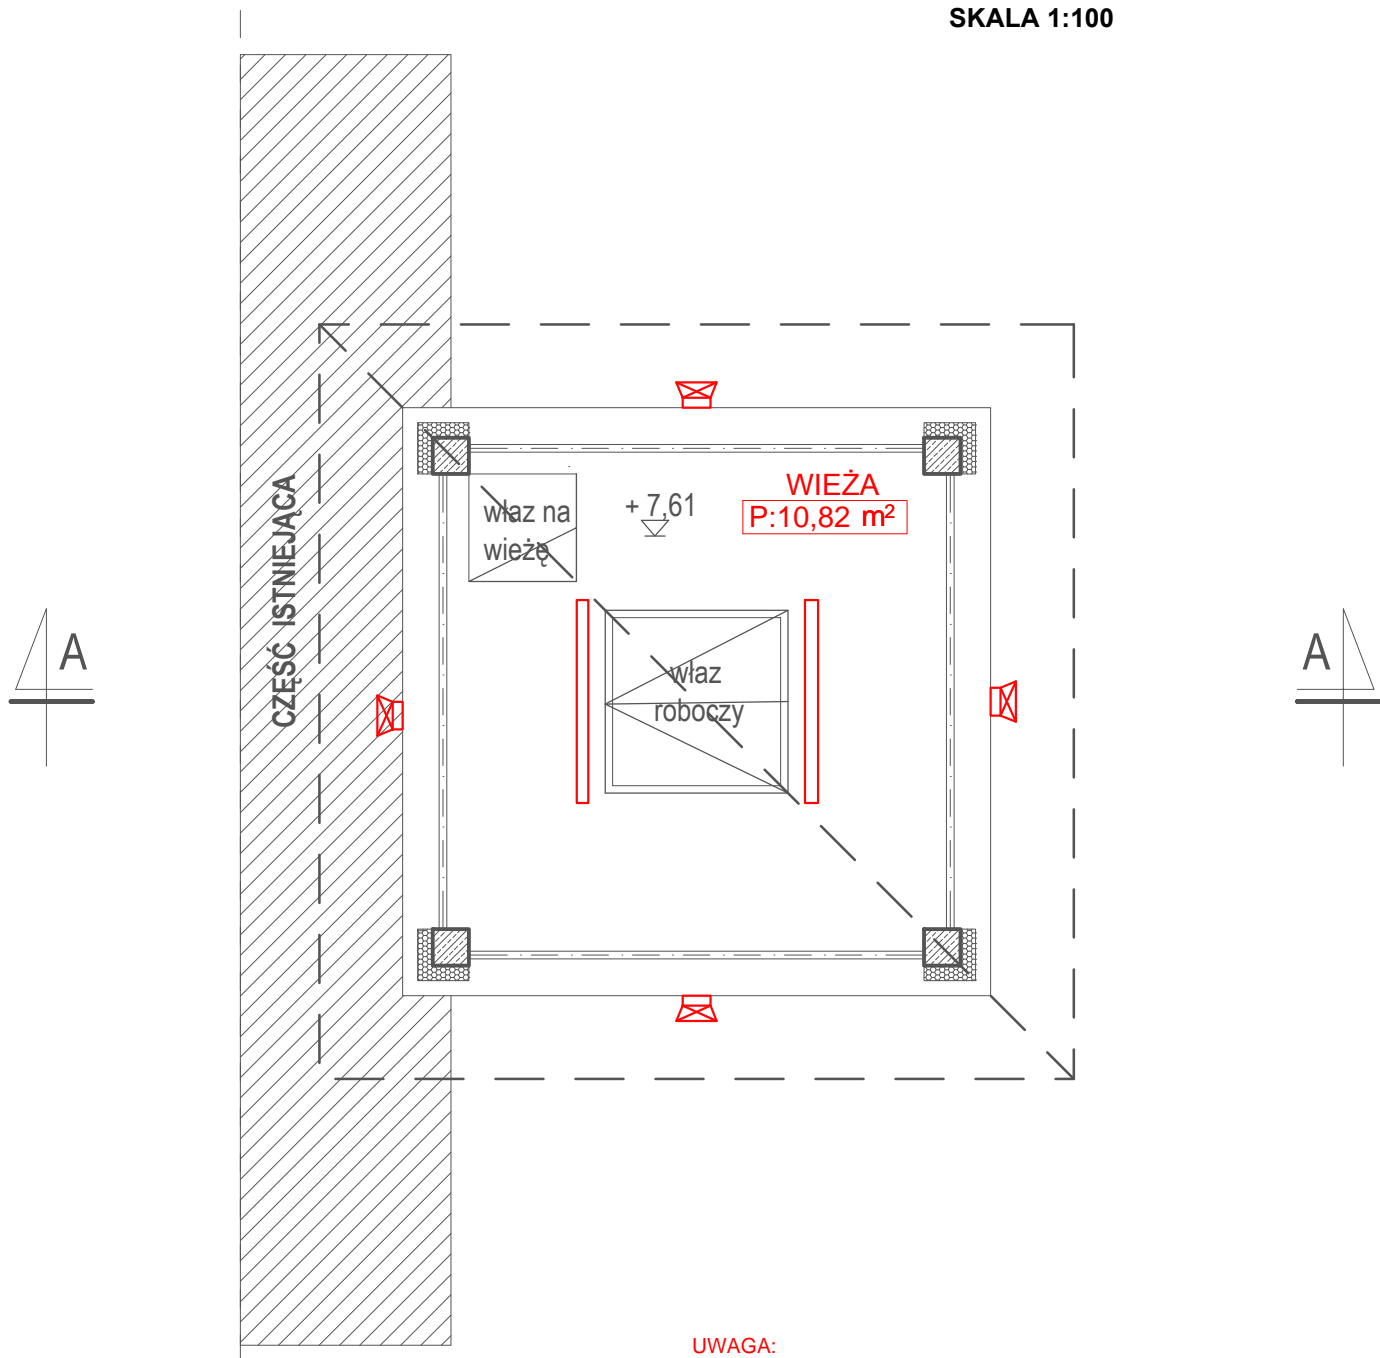 SKALA 1:100
WIEŻA
P:10,82 m²
+ 7,61
właz na
wieżę
CZĘŚĆ ISTNIEJĄCA
A
A
właz
roboczy
UWAGA: